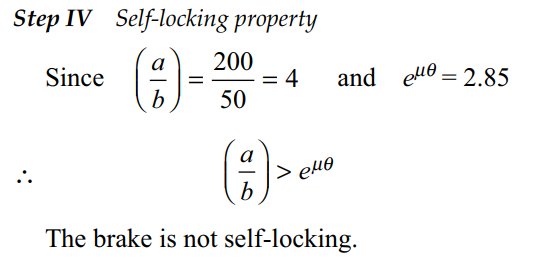 Step IV Self-locking property
Since (a/b) = 200/50 = 4 and e^μθ = 2.85
∴ (a/b) > e^μθ
The brake is not self-locking.